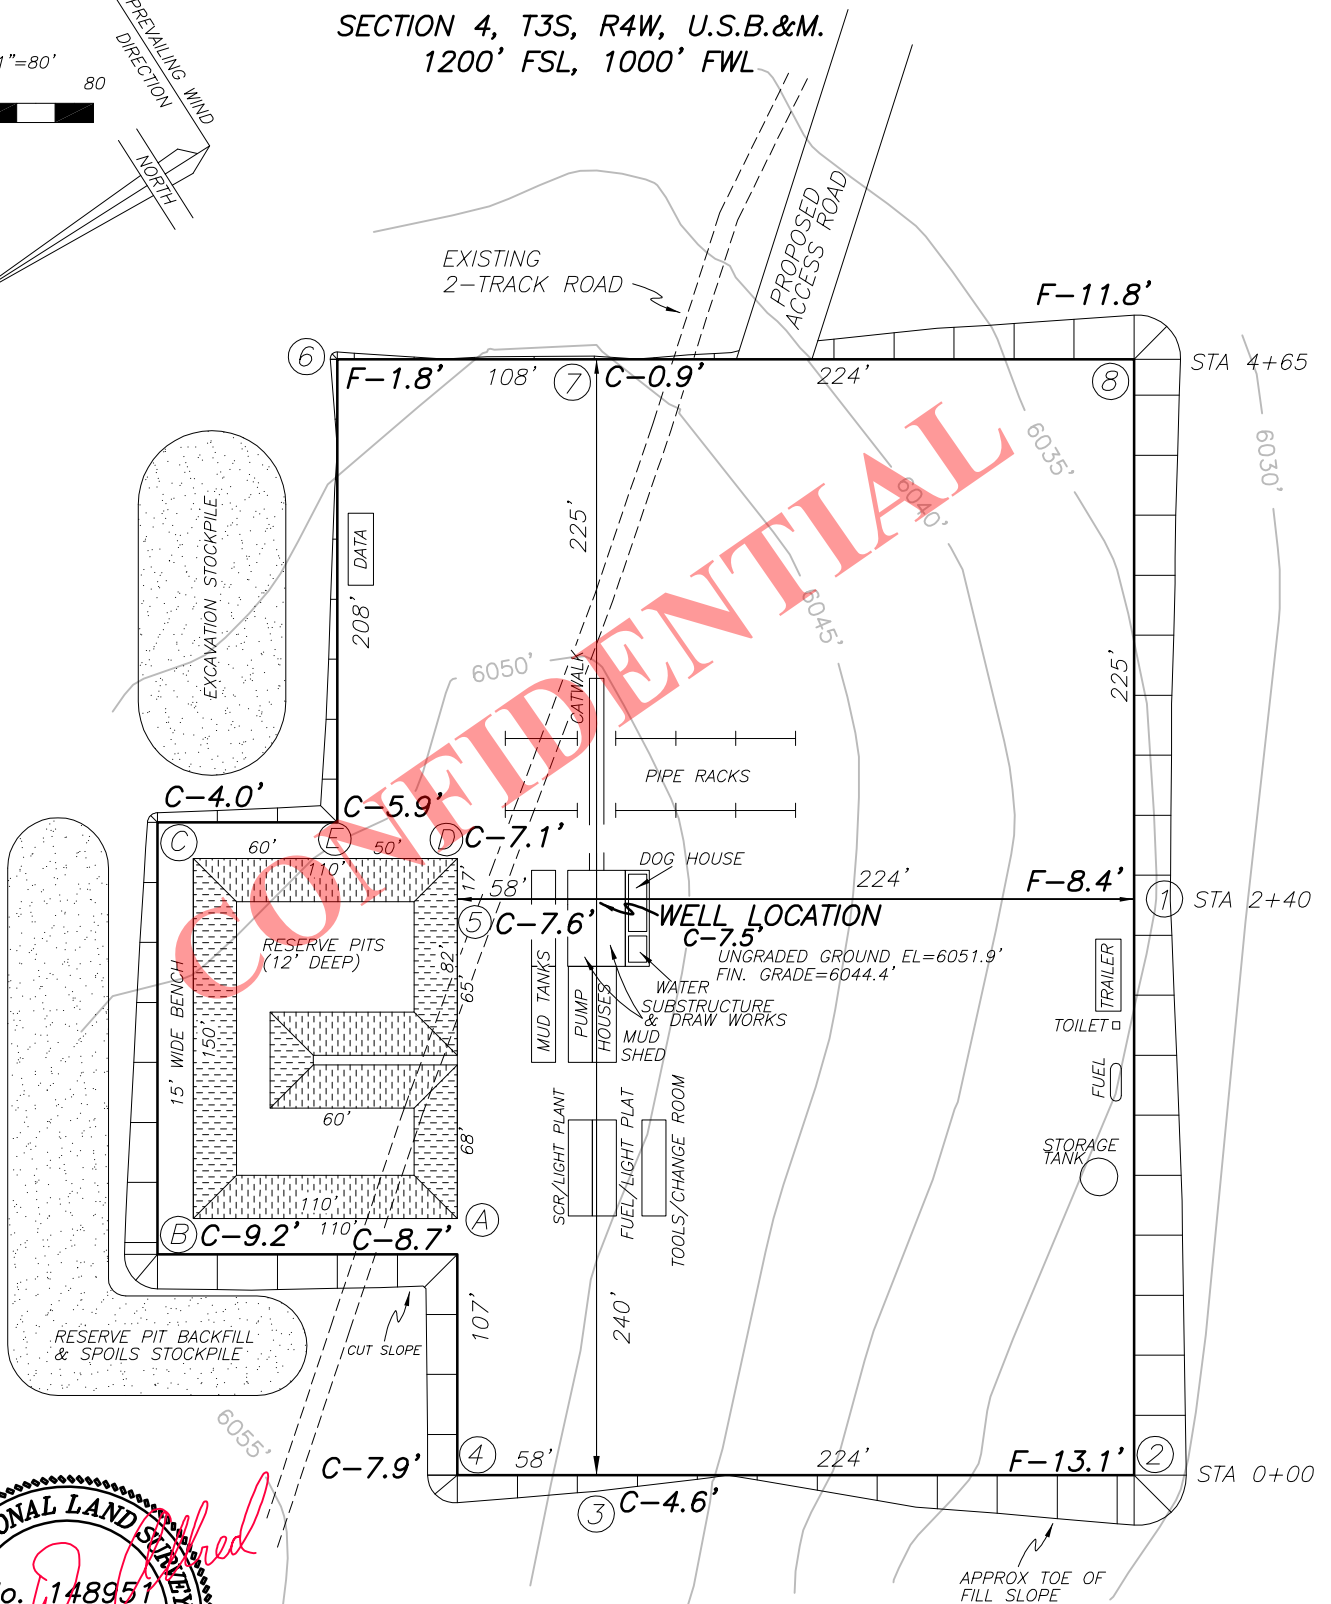 SECTION 4, T3S, R4W, U.S.B.&M.
1200' FSL, 1000' FWL
1"=80'
80
PREVAILING WIND
DIRECTION
NORTH
EXISTING
2-TRACK ROAD
PROPOSED
ACCESS ROAD
F-11.8'
6
F-1.8'
108'
7
C-0.9'
224'
8
STA 4+65
6035'
6030'
6040'
6045'
6050'
EXCAVATION STOCKPILE
DATA
208'
225'
225'
CATWALK
PIPE RACKS
CONFIDENTIAL
C-4.0'
C-5.9'
C
E
D
C-7.1'
60'
50'
110'
17'
58'
DOG HOUSE
224'
F-8.4'
1
STA 2+40
5
C-7.6'
WELL LOCATION
C-7.5'
UNGRADED GROUND EL=6051.9'
FIN. GRADE=6044.4'
RESERVE PITS
(12' DEEP)
82'
65'
15' WIDE BENCH
150'
MUD TANKS
PUMP
HOUSES
WATER
SUBSTRUCTURE
& DRAW WORKS
MUD
SHED
TRAILER
TOILET
FUEL
STORAGE
TANK
60'
68'
SCR/LIGHT PLANT
FUEL/LIGHT PLAT
TOOLS/CHANGE ROOM
110'
110'
A
B
C-9.2'
C-8.7'
107'
240'
RESERVE PIT BACKFILL
& SPOILS STOCKPILE
CUT SLOPE
6055'
C-7.9'
4
58'
224'
F-13.1'
2
STA 0+00
3
C-4.6'
APPROX TOE OF
FILL SLOPE
ONAL LAND SURVEY
o. 148951